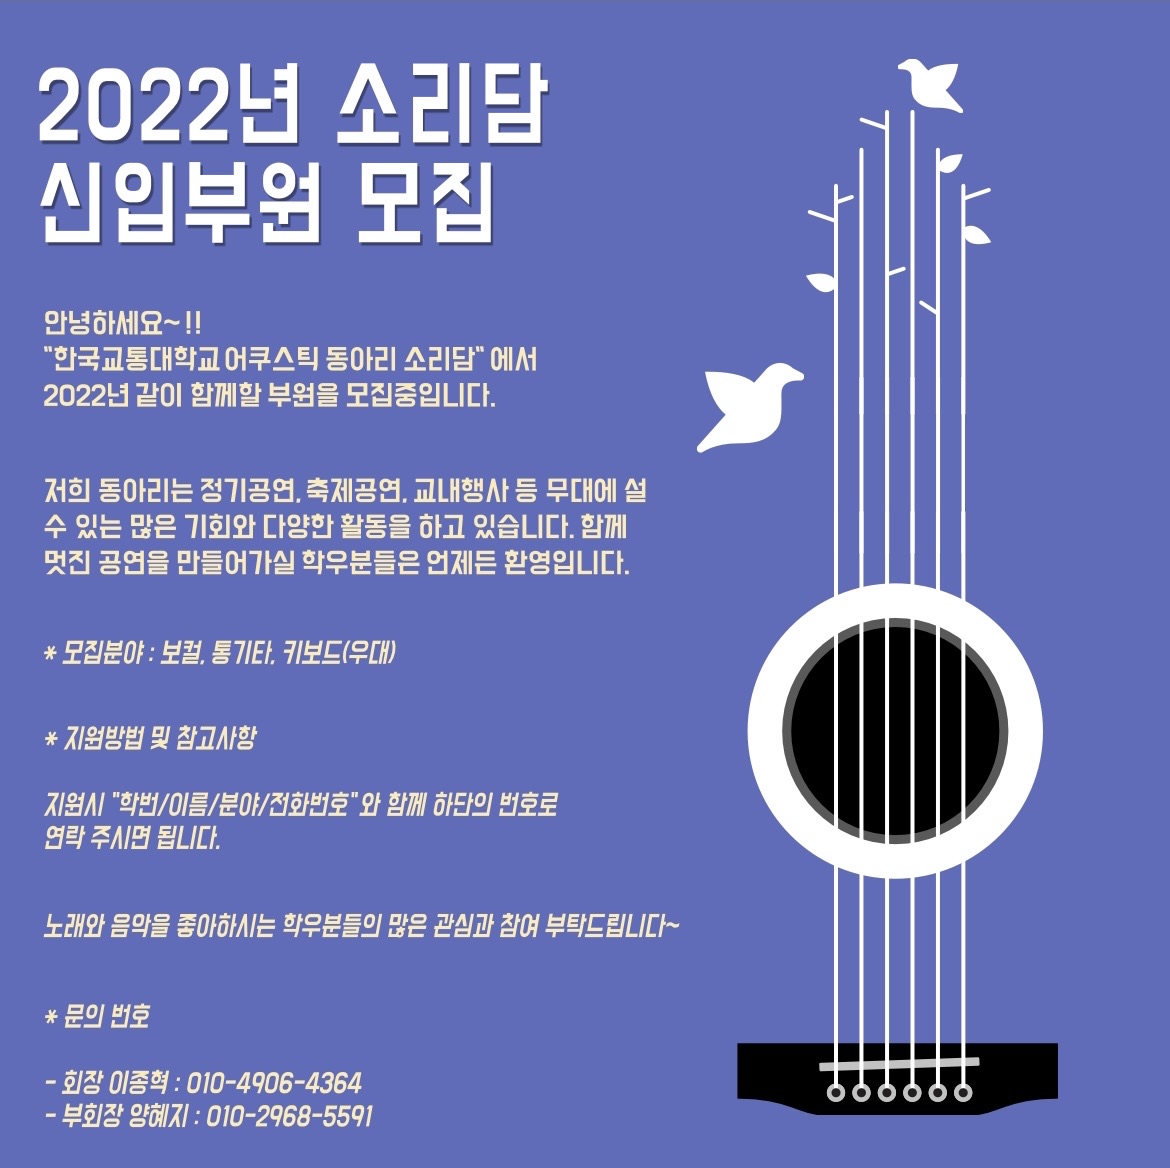 2022년 소리담
신입부원 모집
안녕하세요~!!
"한국교통대학교 어쿠스틱 동아리 소리담" 에서
2022년 같이 함께할 부원을 모집중입니다.
저희 동아리는 정기공연, 축제공연, 교내행사 등 무대에 설
수 있는 많은 기회와 다양한 활동을 하고 있습니다. 함께
멋진 공연을 만들어가실 학우분들은 언제든 환영입니다.
* 모집분야 : 보컬, 통기타, 키보드(우대)
* 지원방법 및 참고사항
지원시 "학번/이름/분야/전화번호"와 함께 하단의 번호로
연락 주시면 됩니다.
노래와 음악을 좋아하시는 학우분들의 많은 관심과 참여 부탁드립니다~
* 문의 번호
- 회장 이종혁 : 010-4906-4364
- 부회장 양혜지 : 010-2968-5591